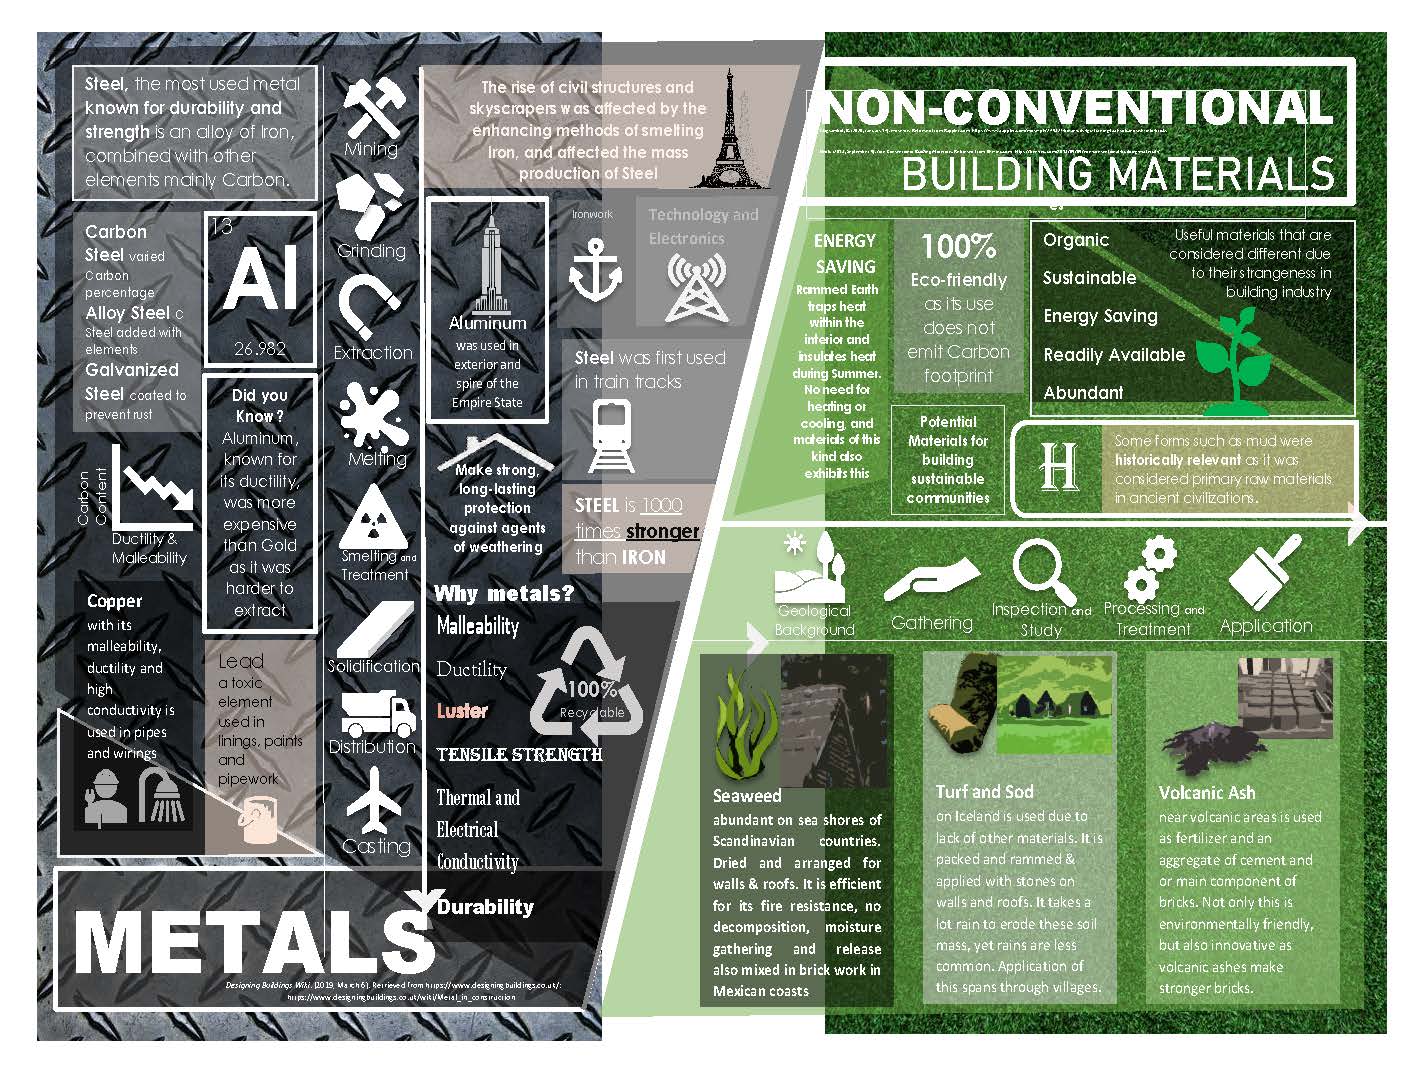 Steel, the most used metal
known for durability and
strength is an alloy of Iron,
combined with other
elements mainly Carbon.
Carbon
Steel varied
Carbon
percentage
Alloy Steel c
Steel added with
elements
Galvanized
Steel coated to
prevent rust
13
Al
26.982
Did you
Know?
Aluminum,
known for
its ductility,
was more
expensive
than Gold
as it was
harder to
extract
Carbon
Content
Ductility &
Malleability
Copper
with its
malleability,
ductility and
high
conductivity is
used in pipes
and wirings
Lead
a toxic
element
used in
linings, paints
and
pipework
Mining
Grinding
Extraction
Melting
Smelting and
Treatment
Solidification
Distribution
Casting
The rise of civil structures and
skyscrapers was affected by the
enhancing methods of smelting
Iron, and affected the mass
production of Steel
Aluminum
was used in
exterior and
spire of the
Empire State
Ironwork
Technology and
Electronics
Steel was first used
in train tracks
Make strong,
long-lasting
protection
against agents
of weathering
STEEL is 1000
times stronger
than IRON
Why metals?
Malleability
Ductility
Luster
TENSILE STRENGTH
Thermal and
Electrical
Conductivity
Durability
100%
Recyclable
METALS
Designing Buildings Wiki. (2019, March 6). Retrieved from https://www.designingbuildings.co.uk/:
https://www.designingbuildings.co.uk/wiki/Metal_in_construction
NON-CONVENTIONAL
BUILDING MATERIALS
ENERGY
SAVING
Rammed Earth
traps heat
within the
interior and
insulates heat
during Summer.
No need for
heating or
cooling, and
materials of this
kind also
exhibits this
100%
Eco-friendly
as its use
does not
emit Carbon
footprint
Potential
Materials for
building
sustainable
communities
Organic
Sustainable
Energy Saving
Readily Available
Abundant
Useful materials that are
considered different due
to their strangeness in
building industry
H
Some forms such as mud were
historically relevant as it was
considered primary raw materials
in ancient civilizations.
Geological
Background
Gathering
Inspection and
Study
Processing and
Treatment
Application
Seaweed
abundant on sea shores of
Scandinavian countries.
Dried and arranged for
walls & roofs. It is efficient
for its fire resistance, no
decomposition, moisture
gathering and release
also mixed in brick work in
Mexican coasts
Turf and Sod
on Iceland is used due to
lack of other materials. It is
packed and rammed &
applied with stones on
walls and roofs. It takes a
lot rain to erode these soil
mass, yet rains are less
common. Application of
this spans through villages.
Volcanic Ash
near volcanic areas is used
as fertilizer and an
aggregate of cement and
or main component of
bricks. Not only this is
environmentally friendly,
but also innovative as
volcanic ashes make
stronger bricks.